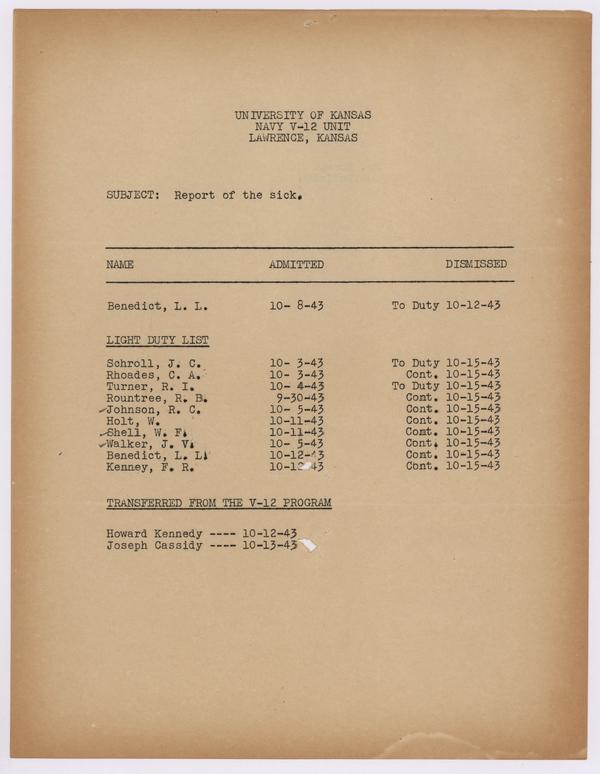 UNIVERSITY OF KANSAS
NAVY V-12 UNIT
LAWRENCE, KANSAS
SUBJECT: Report of the sick.
NAME ADMITTED DISMISSED
Benedict, L. L. 10- 8-43 To Duty 10-12-43
LIGHT DUTY LIST
Schroll, J. C. 10- 3-43 To Duty 10-15-43
Rhoades, C. A. 10- 3-43 Cont. 10-15-43
Turner, R. I. 10- 4-43 To Duty 10-15-43
Rountree, R. B. 9-30-43 Cont. 10-15-43
Johnson, R. C. 10- 5-43 Cont. 10-15-43
Holt, W. 10-11-43 Cont. 10-15-43
Shell, W. F. 10-11-43 Cont. 10-15-43
Walker, J. V. 10- 5-43 Cont. 10-15-43
Benedict, L. L. 10-12-43 Cont. 10-15-43
Kenney, F. R. Cont. 10-15-43
TRANSFERRED FROM THE V-12 PROGRAM
Howard Kennedy ---- 10-12-43
Joseph Cassidy ---- 10-13-43